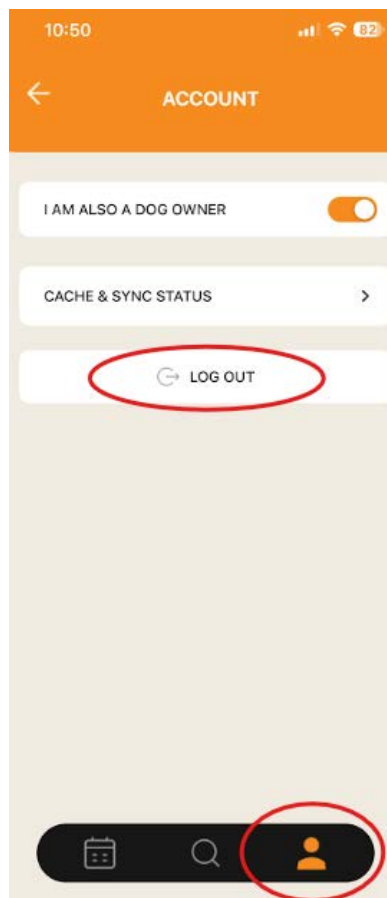 10:50 82
ACCOUNT
I AM ALSO A DOG OWNER
CACHE & SYNC STATUS
LOG OUT